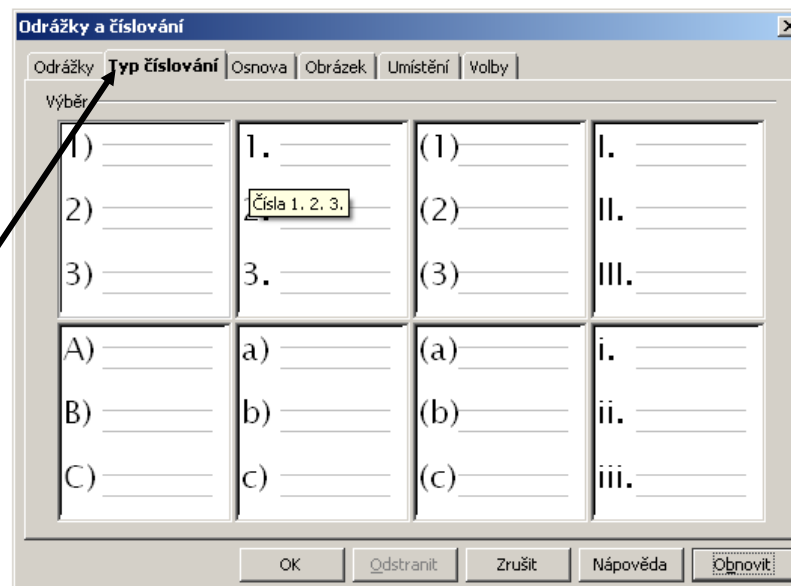 Odrážky a číslování
Odrážky Typ číslování Osnova Obrázek Umístění Volby
Výběr
1) 1. (1) I.
2) 2. (2) II.
3) 3. (3) III.
Čísla 1. 2. 3.
A) a) (a) i.
B) b) (b) ii.
C) c) (c) iii.
OK Odstranit Zrušit Nápověda Obnovit